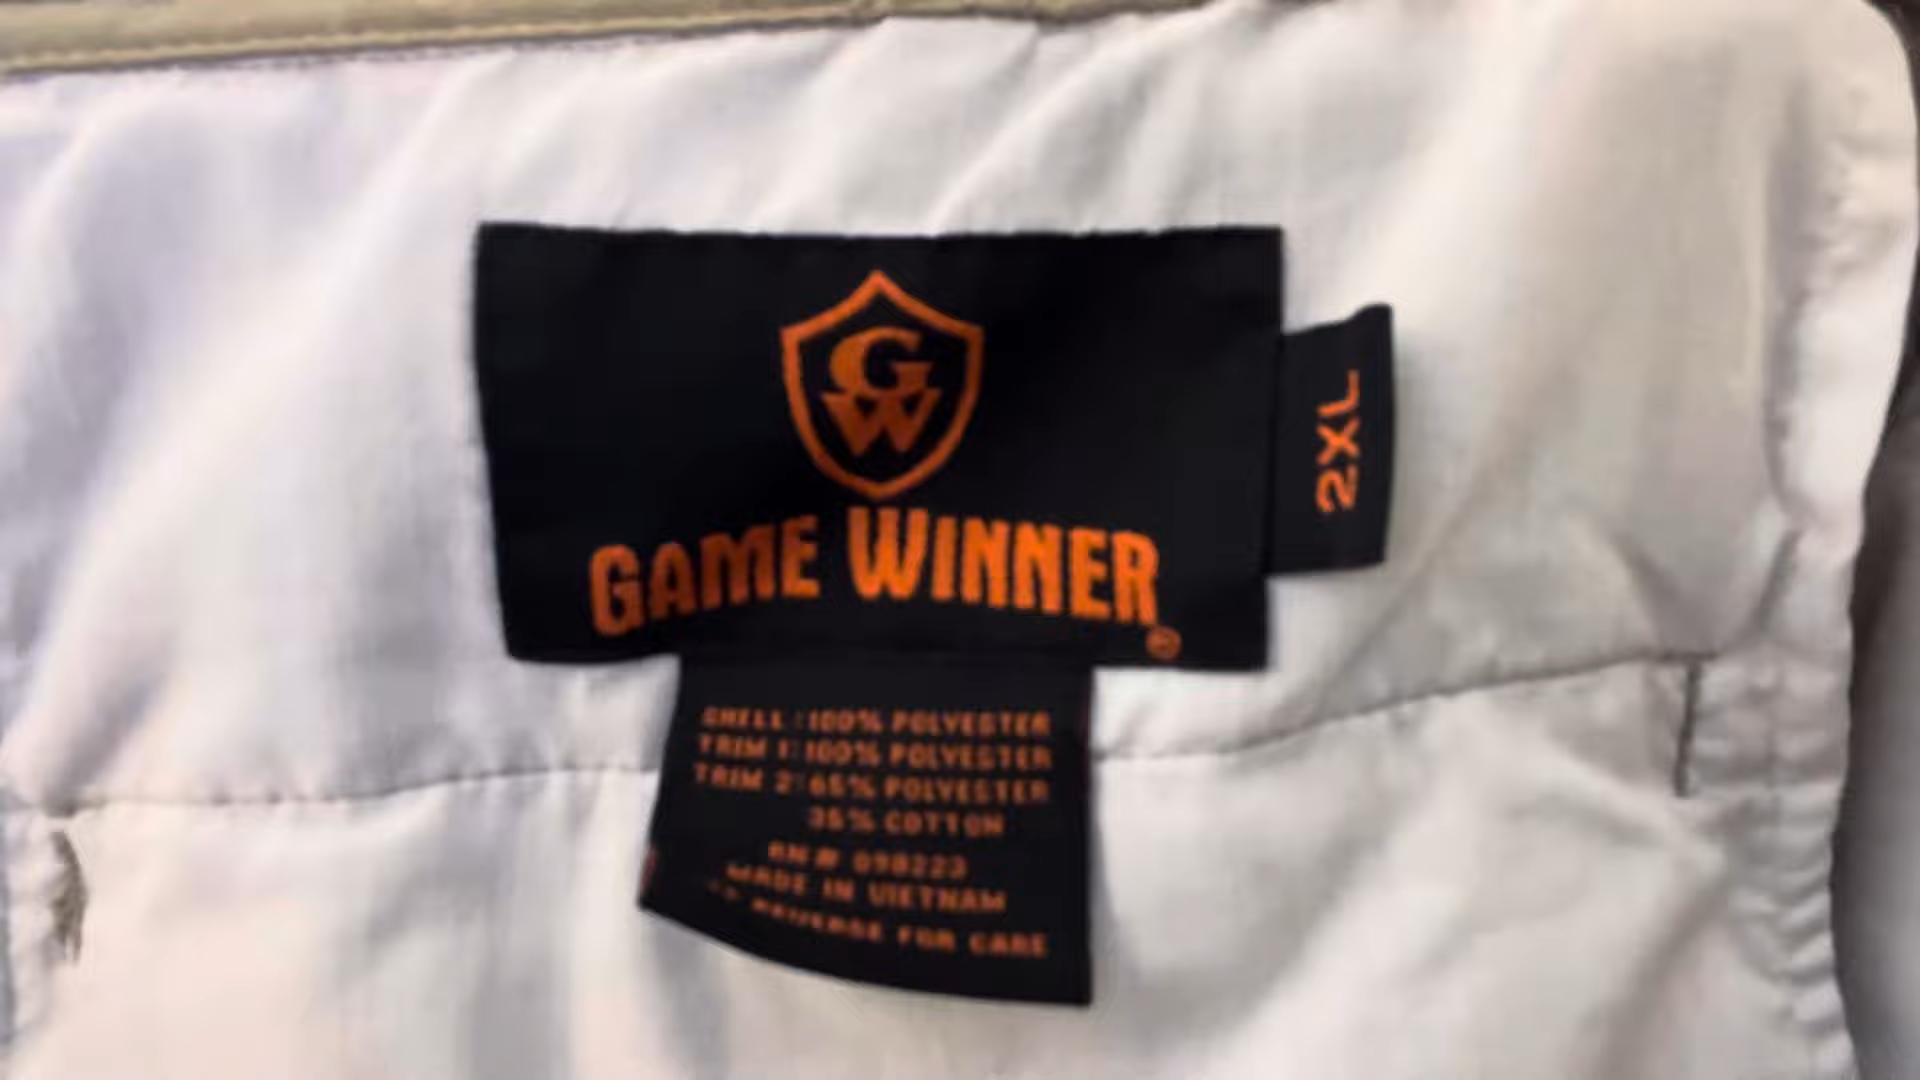 GW
GAME WINNER®
2XL
SHELL:100% POLYESTER
TRIM 1:100% POLYESTER
TRIM 2:65% POLYESTER
35% COTTON
RN# 098223
MADE IN VIETNAM
REVERSE FOR CARE